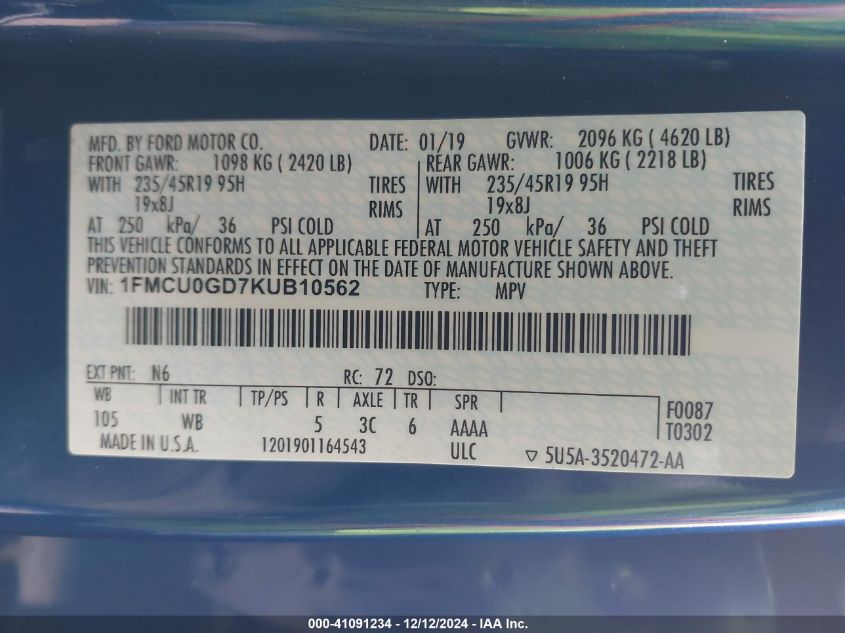 MFD. BY FORD MOTOR CO. DATE: 01/19 GVWR: 2096 KG ( 4620 LB)
FRONT GAWR: 1098 KG ( 2420 LB) REAR GAWR: 1006 KG ( 2218 LB)
WITH 235/45R19 95H TIRES WITH 235/45R19 95H TIRES
19x8J RIMS 19x8J RIMS
AT 250 kPa/ 36 PSI COLD AT 250 kPa/ 36 PSI COLD
THIS VEHICLE CONFORMS TO ALL APPLICABLE FEDERAL MOTOR VEHICLE SAFETY AND THEFT
PREVENTION STANDARDS IN EFFECT ON THE DATE OF MANUFACTURE SHOWN ABOVE.
VIN: 1FMCU0GD7KUB10562 TYPE: MPV
EXT PNT: N6 RC: 72 DSO:
WB INT TR TP/PS R AXLE TR SPR F0087
105 WB 5 3C 6 AAAA T0302
MADE IN U.S.A. 1201901164543 ULC ▽ 5U5A-3520472-AA
000-41091234 - 12/12/2024 - IAA Inc.